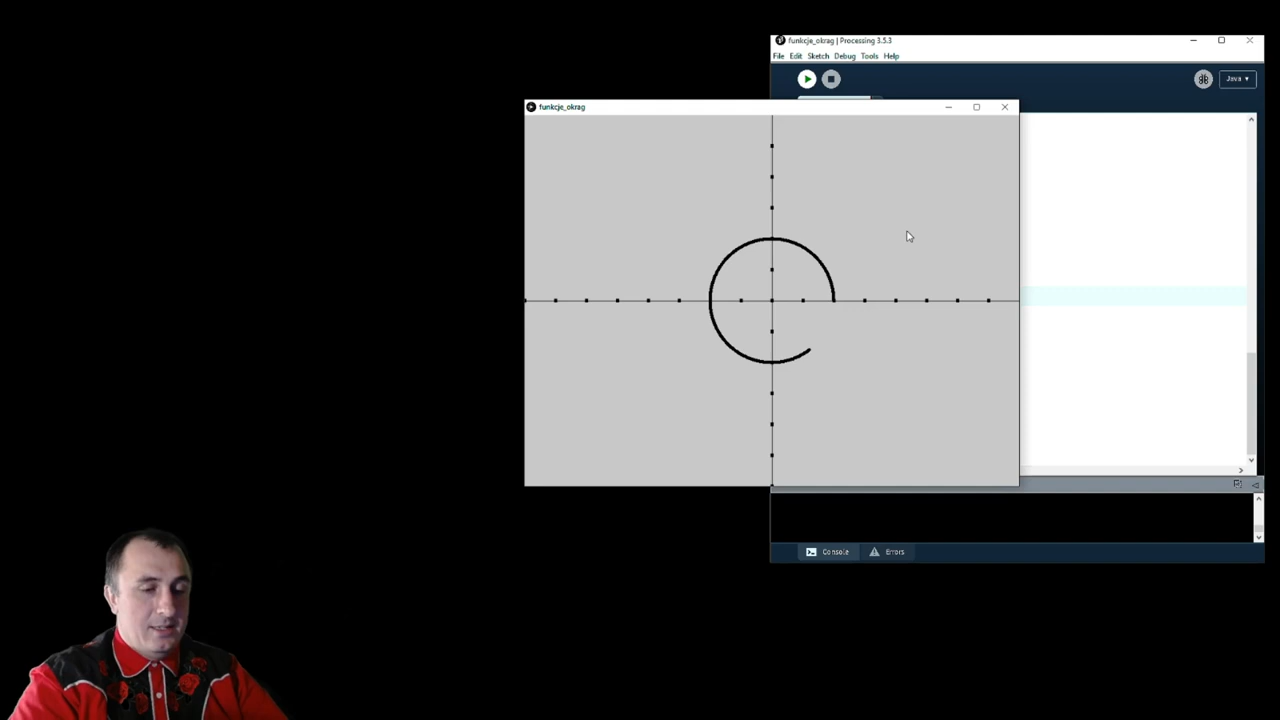 funkcje_okrag | Processing 3.5.3
File Edit Sketch Debug Tools Help
Java ▾
funkcje_okrag
Console
Errors